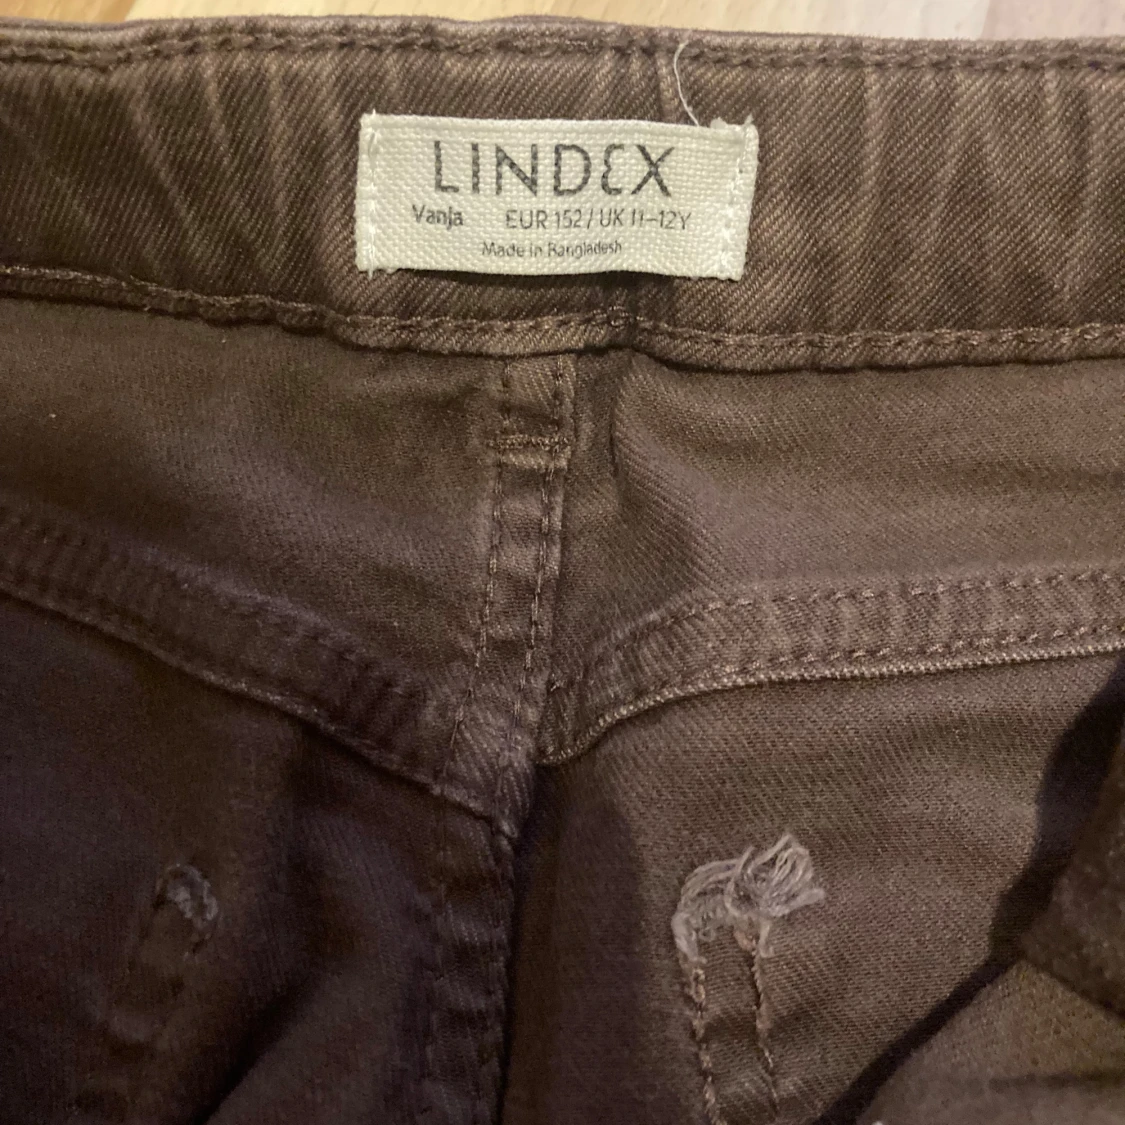 LINDEX
Vanja EUR 152 / UK 11-12Y
Made in Bangladesh